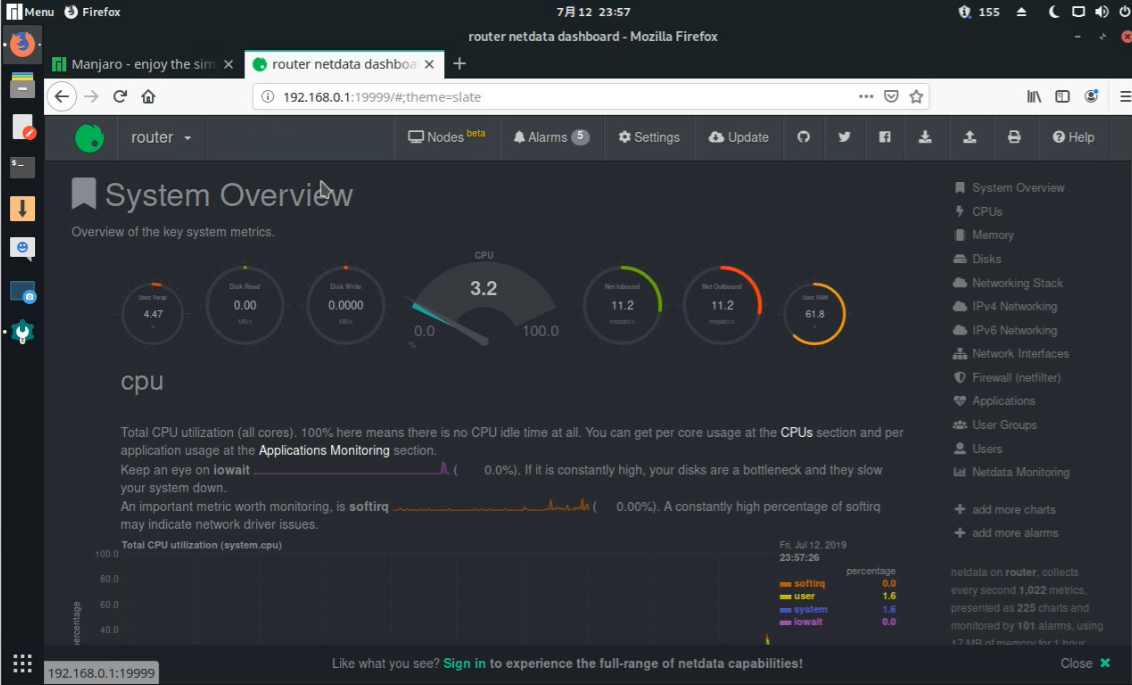 Menu Firefox 7月12 23:57 155
router netdata dashboard - Mozilla Firefox
Manjaro - enjoy the sim router netdata dashboa
192.168.0.1:19999/#;theme=slate
router Nodes beta Alarms 5 Settings Update Help
System Overview
Overview of the key system metrics.
Used Swap
4.47
%
Disk Read
0.00
MiB/s
Disk Write
0.0000
MiB/s
CPU
3.2
0.0 100.0
%
Net Inbound
11.2
megabits/s
Net Outbound
11.2
megabits/s
Used RAM
61.8
%
cpu
Total CPU utilization (all cores). 100% here means there is no CPU idle time at all. You can get per core usage at the CPUs section and per
application usage at the Applications Monitoring section.
Keep an eye on iowait ( 0.0%). If it is constantly high, your disks are a bottleneck and they slow
your system down.
An important metric worth monitoring, is softirq ( 0.00%). A constantly high percentage of softirq
may indicate network driver issues.
Total CPU utilization (system.cpu)
100.0
80.0
60.0
40.0
percentage
Fri, Jul 12, 2019
23:57:26
percentage
softirq 0.0
user 1.6
system 1.6
iowait 0.0
System Overview
CPUs
Memory
Disks
Networking Stack
IPv4 Networking
IPv6 Networking
Network Interfaces
Firewall (netfilter)
Applications
User Groups
Users
Netdata Monitoring
add more charts
add more alarms
netdata on router, collects
every second 1,022 metrics,
presented as 225 charts and
monitored by 101 alarms, using
17 MB of memory for 1 hour
Like what you see? Sign in to experience the full-range of netdata capabilities! Close
192.168.0.1:19999